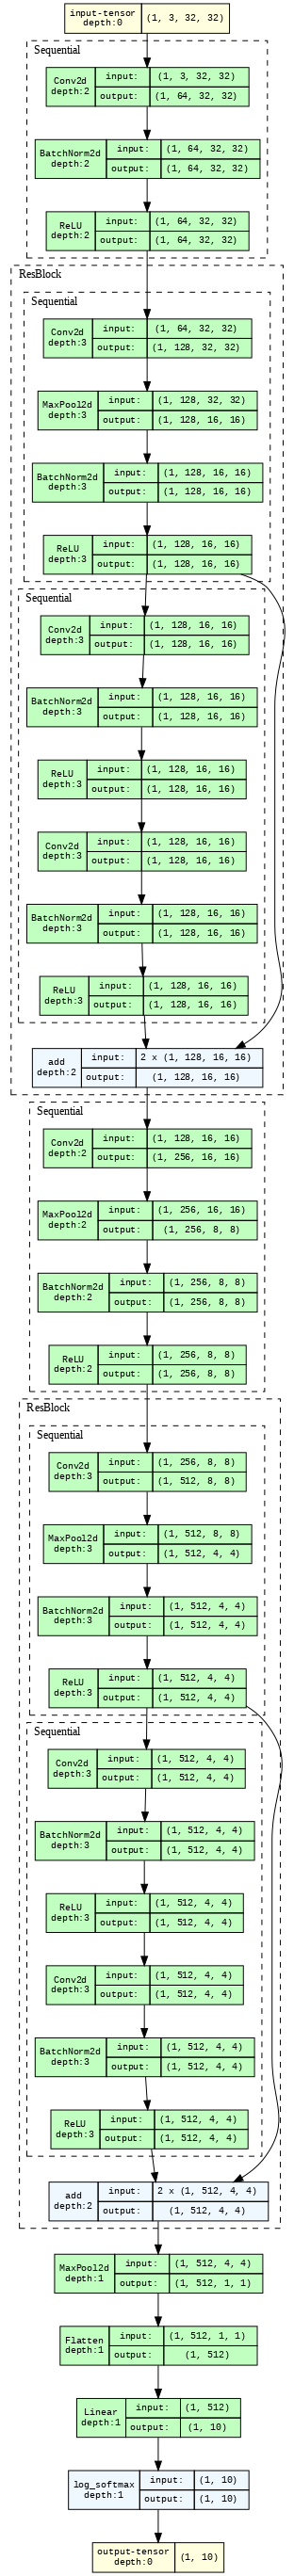 input-tensor
depth:0
(1, 3, 32, 32)
Sequential
Conv2d
depth:2
input:
(1, 3, 32, 32)
output:
(1, 64, 32, 32)
BatchNorm2d
depth:2
input:
(1, 64, 32, 32)
output:
(1, 64, 32, 32)
ReLU
depth:2
input:
(1, 64, 32, 32)
output:
(1, 64, 32, 32)
ResBlock
Sequential
Conv2d
depth:3
input:
(1, 64, 32, 32)
output:
(1, 128, 32, 32)
MaxPool2d
depth:3
input:
(1, 128, 32, 32)
output:
(1, 128, 16, 16)
BatchNorm2d
depth:3
input:
(1, 128, 16, 16)
output:
(1, 128, 16, 16)
ReLU
depth:3
input:
(1, 128, 16, 16)
output:
(1, 128, 16, 16)
Sequential
Conv2d
depth:3
input:
(1, 128, 16, 16)
output:
(1, 128, 16, 16)
BatchNorm2d
depth:3
input:
(1, 128, 16, 16)
output:
(1, 128, 16, 16)
ReLU
depth:3
input:
(1, 128, 16, 16)
output:
(1, 128, 16, 16)
Conv2d
depth:3
input:
(1, 128, 16, 16)
output:
(1, 128, 16, 16)
BatchNorm2d
depth:3
input:
(1, 128, 16, 16)
output:
(1, 128, 16, 16)
ReLU
depth:3
input:
(1, 128, 16, 16)
output:
(1, 128, 16, 16)
add
depth:2
input:
2 x (1, 128, 16, 16)
output:
(1, 128, 16, 16)
Sequential
Conv2d
depth:2
input:
(1, 128, 16, 16)
output:
(1, 256, 16, 16)
MaxPool2d
depth:2
input:
(1, 256, 16, 16)
output:
(1, 256, 8, 8)
BatchNorm2d
depth:2
input:
(1, 256, 8, 8)
output:
(1, 256, 8, 8)
ReLU
depth:2
input:
(1, 256, 8, 8)
output:
(1, 256, 8, 8)
ResBlock
Sequential
Conv2d
depth:3
input:
(1, 256, 8, 8)
output:
(1, 512, 8, 8)
MaxPool2d
depth:3
input:
(1, 512, 8, 8)
output:
(1, 512, 4, 4)
BatchNorm2d
depth:3
input:
(1, 512, 4, 4)
output:
(1, 512, 4, 4)
ReLU
depth:3
input:
(1, 512, 4, 4)
output:
(1, 512, 4, 4)
Sequential
Conv2d
depth:3
input:
(1, 512, 4, 4)
output:
(1, 512, 4, 4)
BatchNorm2d
depth:3
input:
(1, 512, 4, 4)
output:
(1, 512, 4, 4)
ReLU
depth:3
input:
(1, 512, 4, 4)
output:
(1, 512, 4, 4)
Conv2d
depth:3
input:
(1, 512, 4, 4)
output:
(1, 512, 4, 4)
BatchNorm2d
depth:3
input:
(1, 512, 4, 4)
output:
(1, 512, 4, 4)
ReLU
depth:3
input:
(1, 512, 4, 4)
output:
(1, 512, 4, 4)
add
depth:2
input:
2 x (1, 512, 4, 4)
output:
(1, 512, 4, 4)
MaxPool2d
depth:1
input:
(1, 512, 4, 4)
output:
(1, 512, 1, 1)
Flatten
depth:1
input:
(1, 512, 1, 1)
output:
(1, 512)
Linear
depth:1
input:
(1, 512)
output:
(1, 10)
log_softmax
depth:1
input:
(1, 10)
output:
(1, 10)
output-tensor
depth:0
(1, 10)